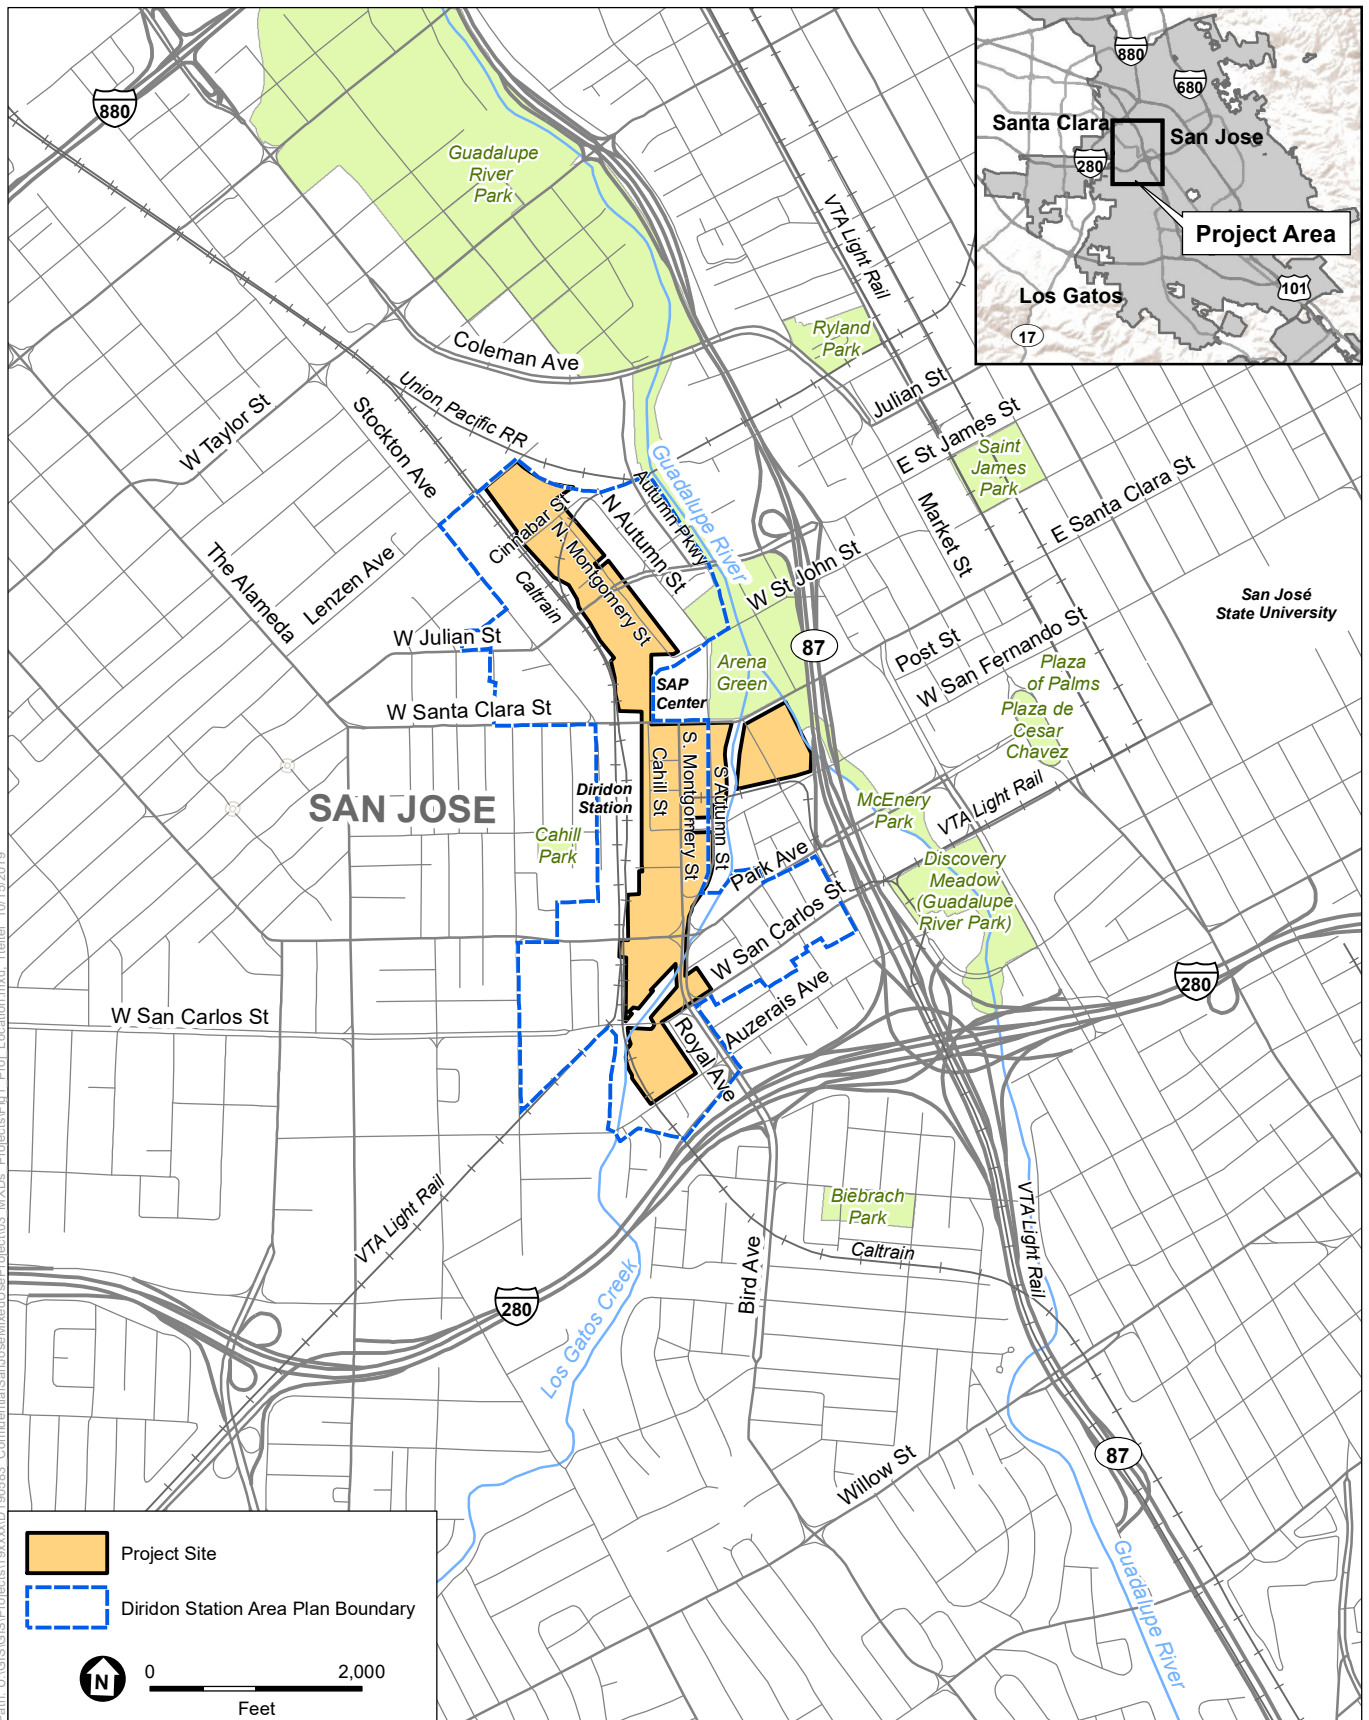 880
680
Santa Clara
San Jose
280
Project Area
Los Gatos
101
17
880
Guadalupe
River
Park
VTA Light Rail
Ryland
Park
Coleman Ave
Julian St
Union Pacific RR
W Taylor St
Stockton Ave
E St James St
Saint
James
Park
Guadalupe River
E Santa Clara St
Autumn Pkwy
N Autumn St
Market St
Cinnabar St
N. Montgomery St
The Alameda
Lenzen Ave
Caltrain
W St John St
San José
State University
W Julian St
87
Post St
W San Fernando St
Arena
Green
SAP
Center
Plaza
of Palms
Plaza de
Cesar
Chavez
W Santa Clara St
Cahill St
S. Montgomery St
S Autumn St
Diridon
Station
SAN JOSE
Cahill
Park
McEnery
Park
VTA Light Rail
Park Ave
Discovery
Meadow
(Guadalupe
River Park)
W San Carlos St
280
Auzerais Ave
W San Carlos St
Royal Ave
VTA Light Rail
Biebrach
Park
VTA Light Rail
Caltrain
Bird Ave
280
Los Gatos Creek
Willow St
87
Guadalupe River
Project Site
Diridon Station Area Plan Boundary
N
0
2,000
Feet